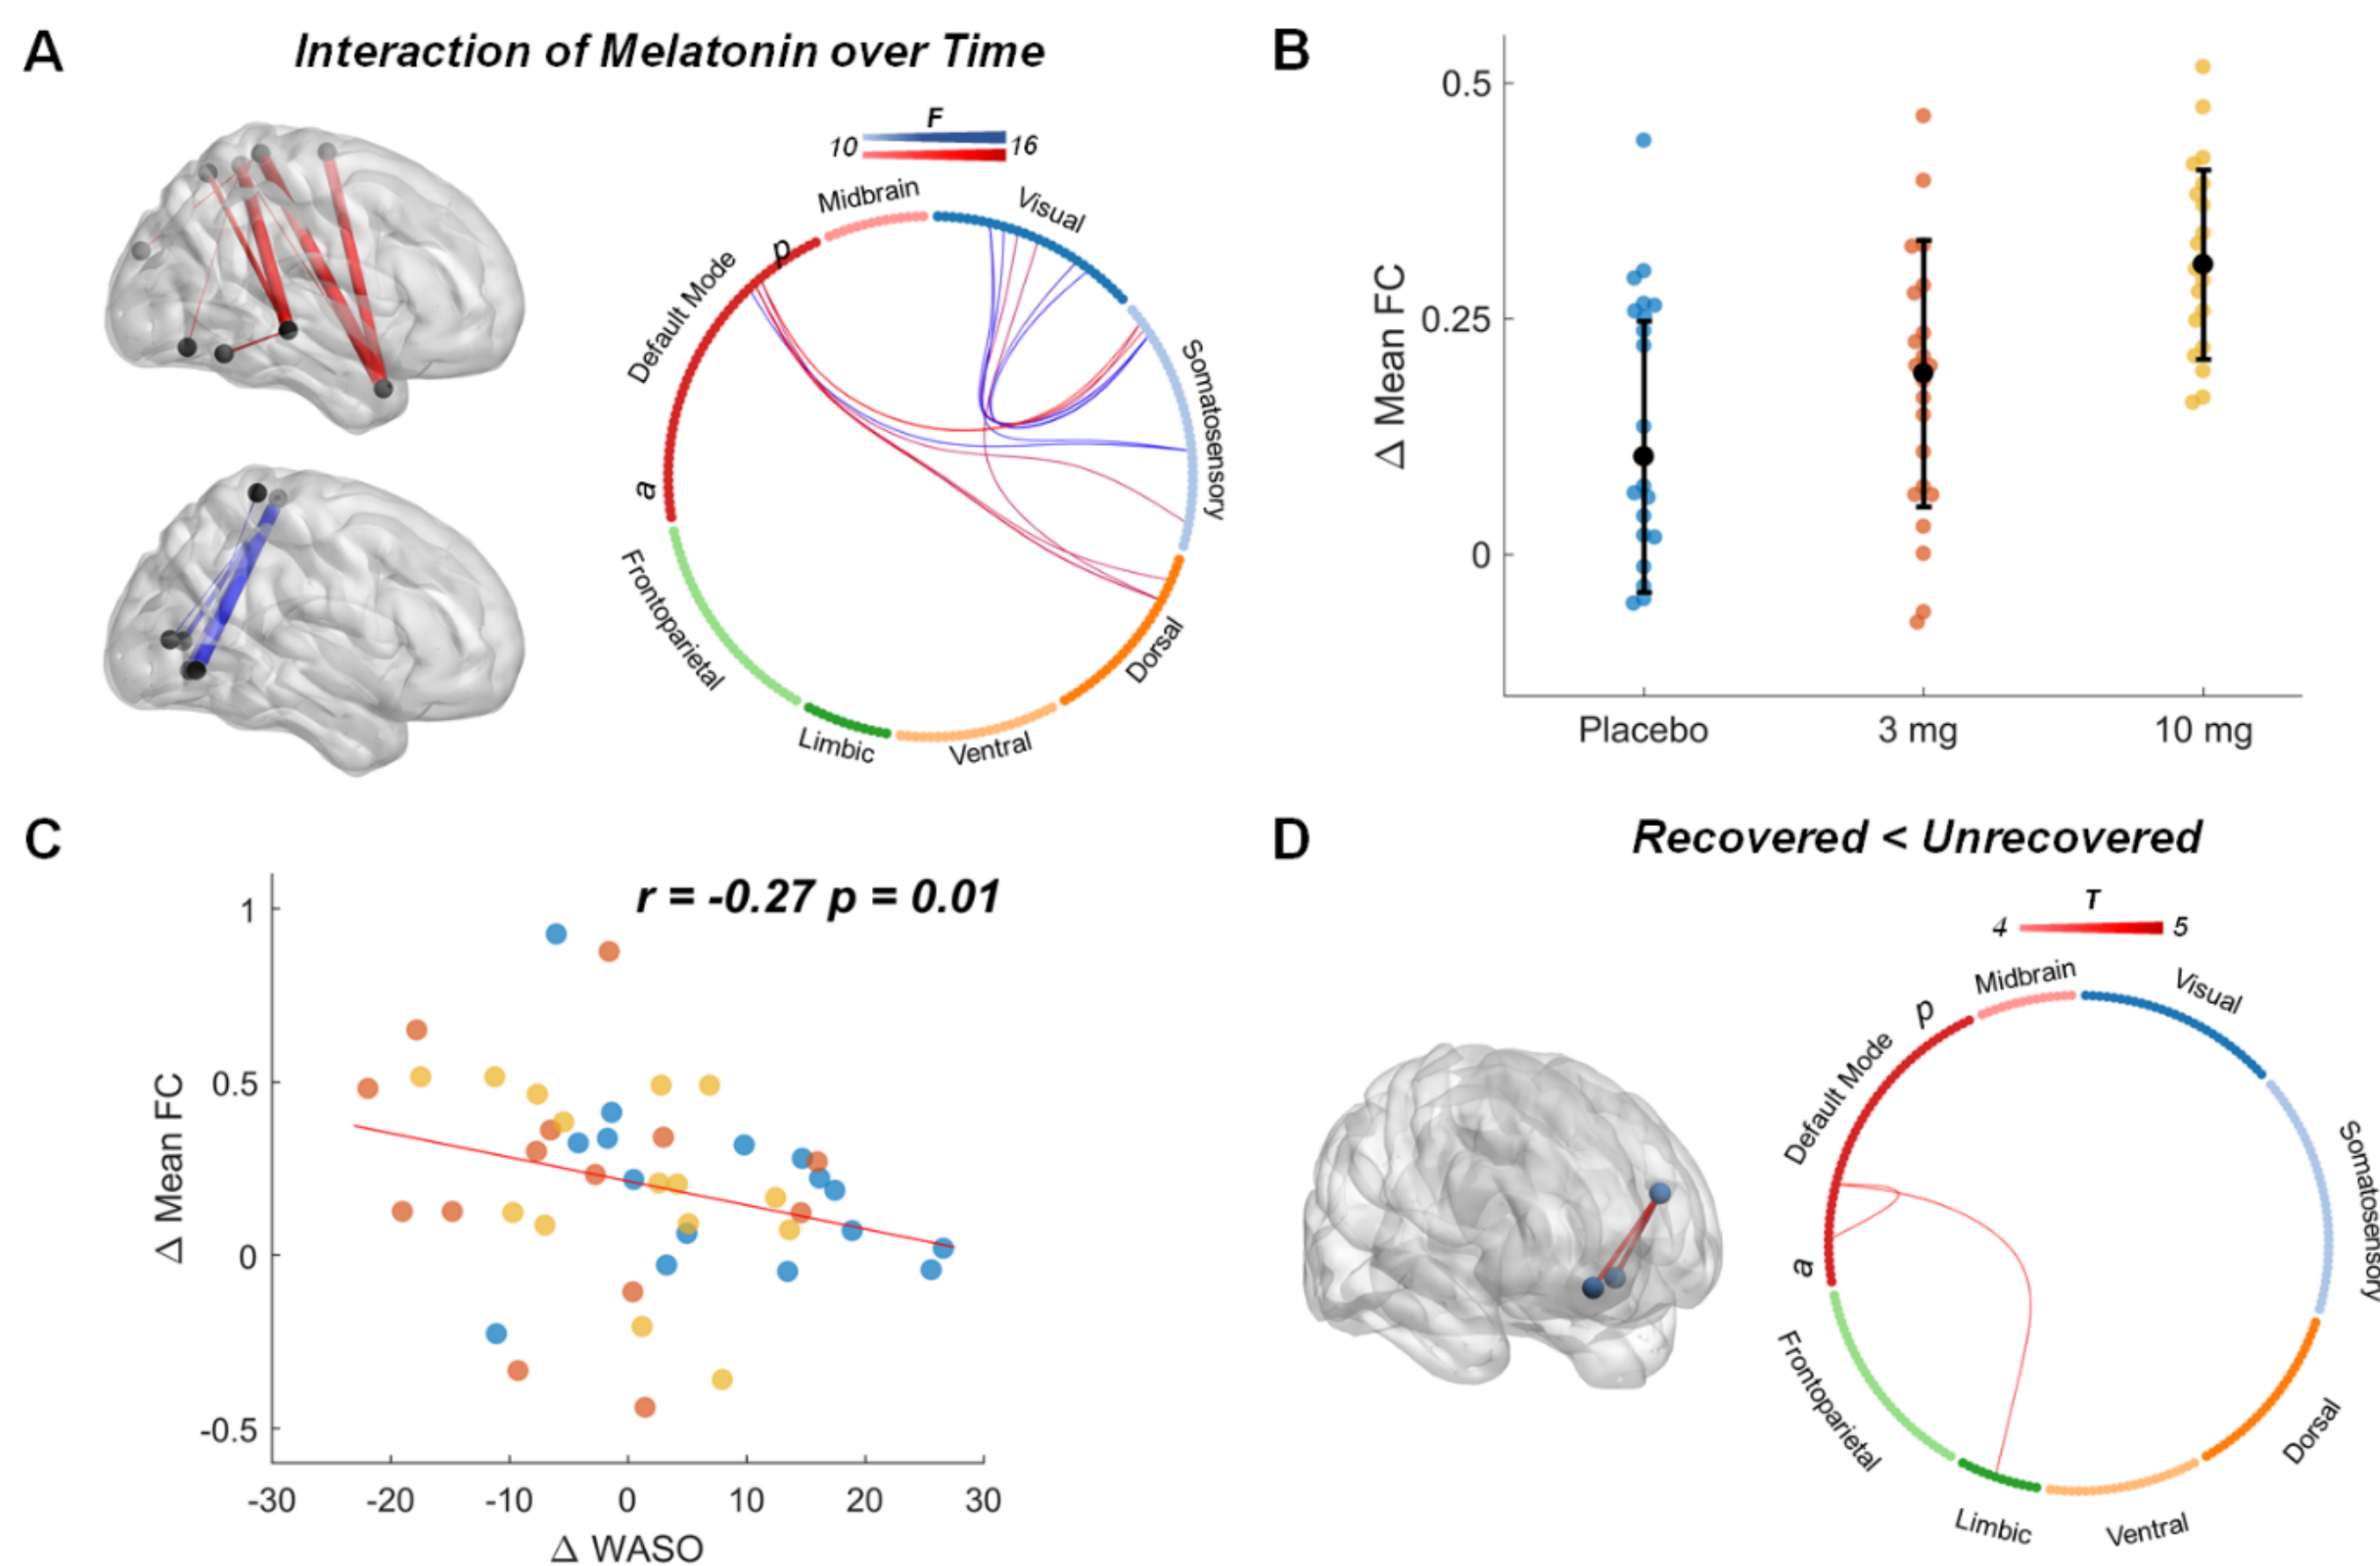 A
Interaction of Melatonin over Time
F
10
16
Midbrain
Visual
p
Default Mode
Somatosensory
a
Frontoparietal
Dorsal
Limbic
Ventral
B
0.5
0.25
0
Δ Mean FC
Placebo
3 mg
10 mg
C
r = -0.27 p = 0.01
1
0.5
0
-0.5
Δ Mean FC
-30
-20
-10
0
10
20
30
Δ WASO
D
Recovered < Unrecovered
T
4
5
Midbrain
Visual
p
Default Mode
Somatosensory
a
Frontoparietal
Dorsal
Limbic
Ventral